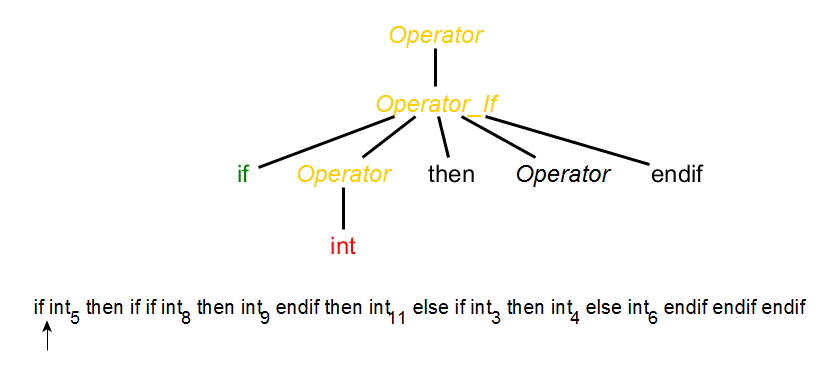 Operator
Operator_If
if Operator then Operator endif
int
if int5 then if if int8 then int9 endif then int11 else if int3 then int4 else int6 endif endif endif